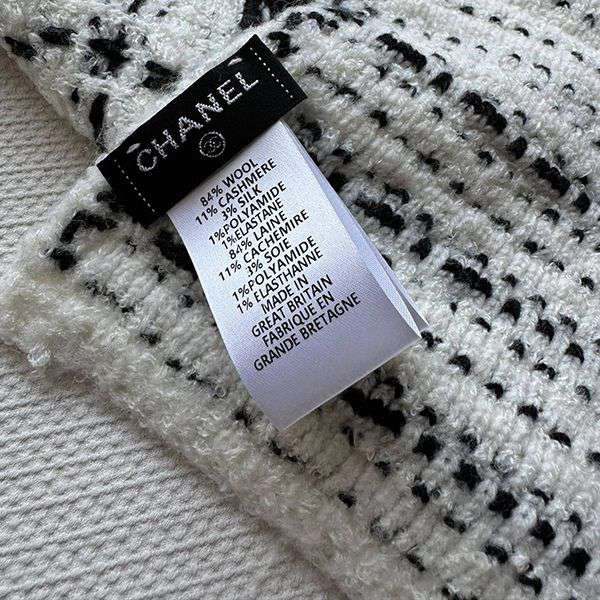 CHANEL
84% WOOL
11% CASHMERE
3% SILK
1%POLYAMIDE
1%ELASTANE
84% LAINE
11% CACHÉMIRE
3% SOIE
1%POLYAMIDE
1% ELASTHANNE
MADE IN
GREAT BRITAIN
FABRIQUE EN
GRANDE BRETAGNE